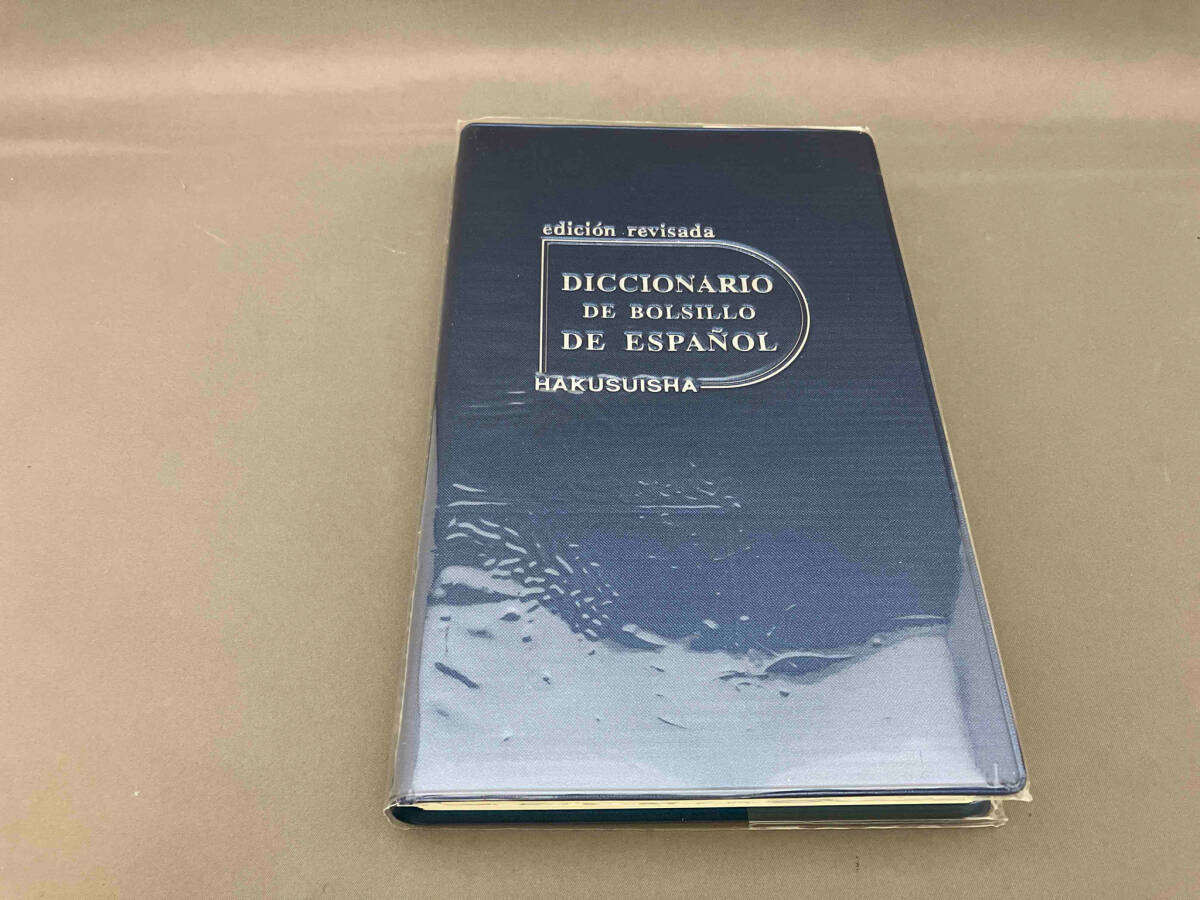 edición revisada
DICCIONARIO
DE BOLSILLO
DE ESPAÑOL
HAKUSUISHA